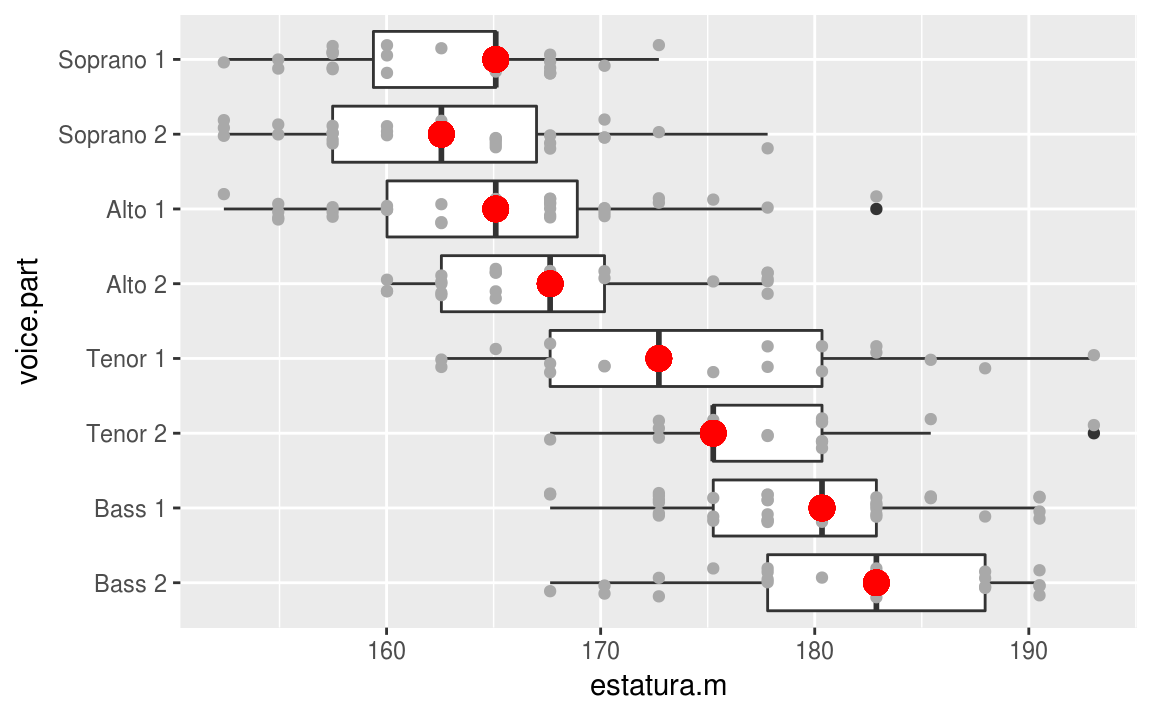 voice.part
Soprano 1
Soprano 2
Alto 1
Alto 2
Tenor 1
Tenor 2
Bass 1
Bass 2
160 170 180 190
estatura.m